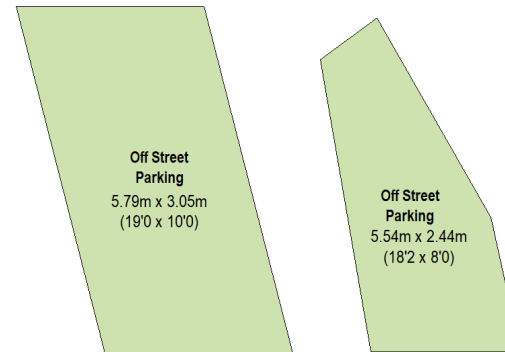 Off Street
Parking
5.79m x 3.05m
(19'0 x 10'0)
Off Street
Parking
5.54m x 2.44m
(18'2 x 8'0)